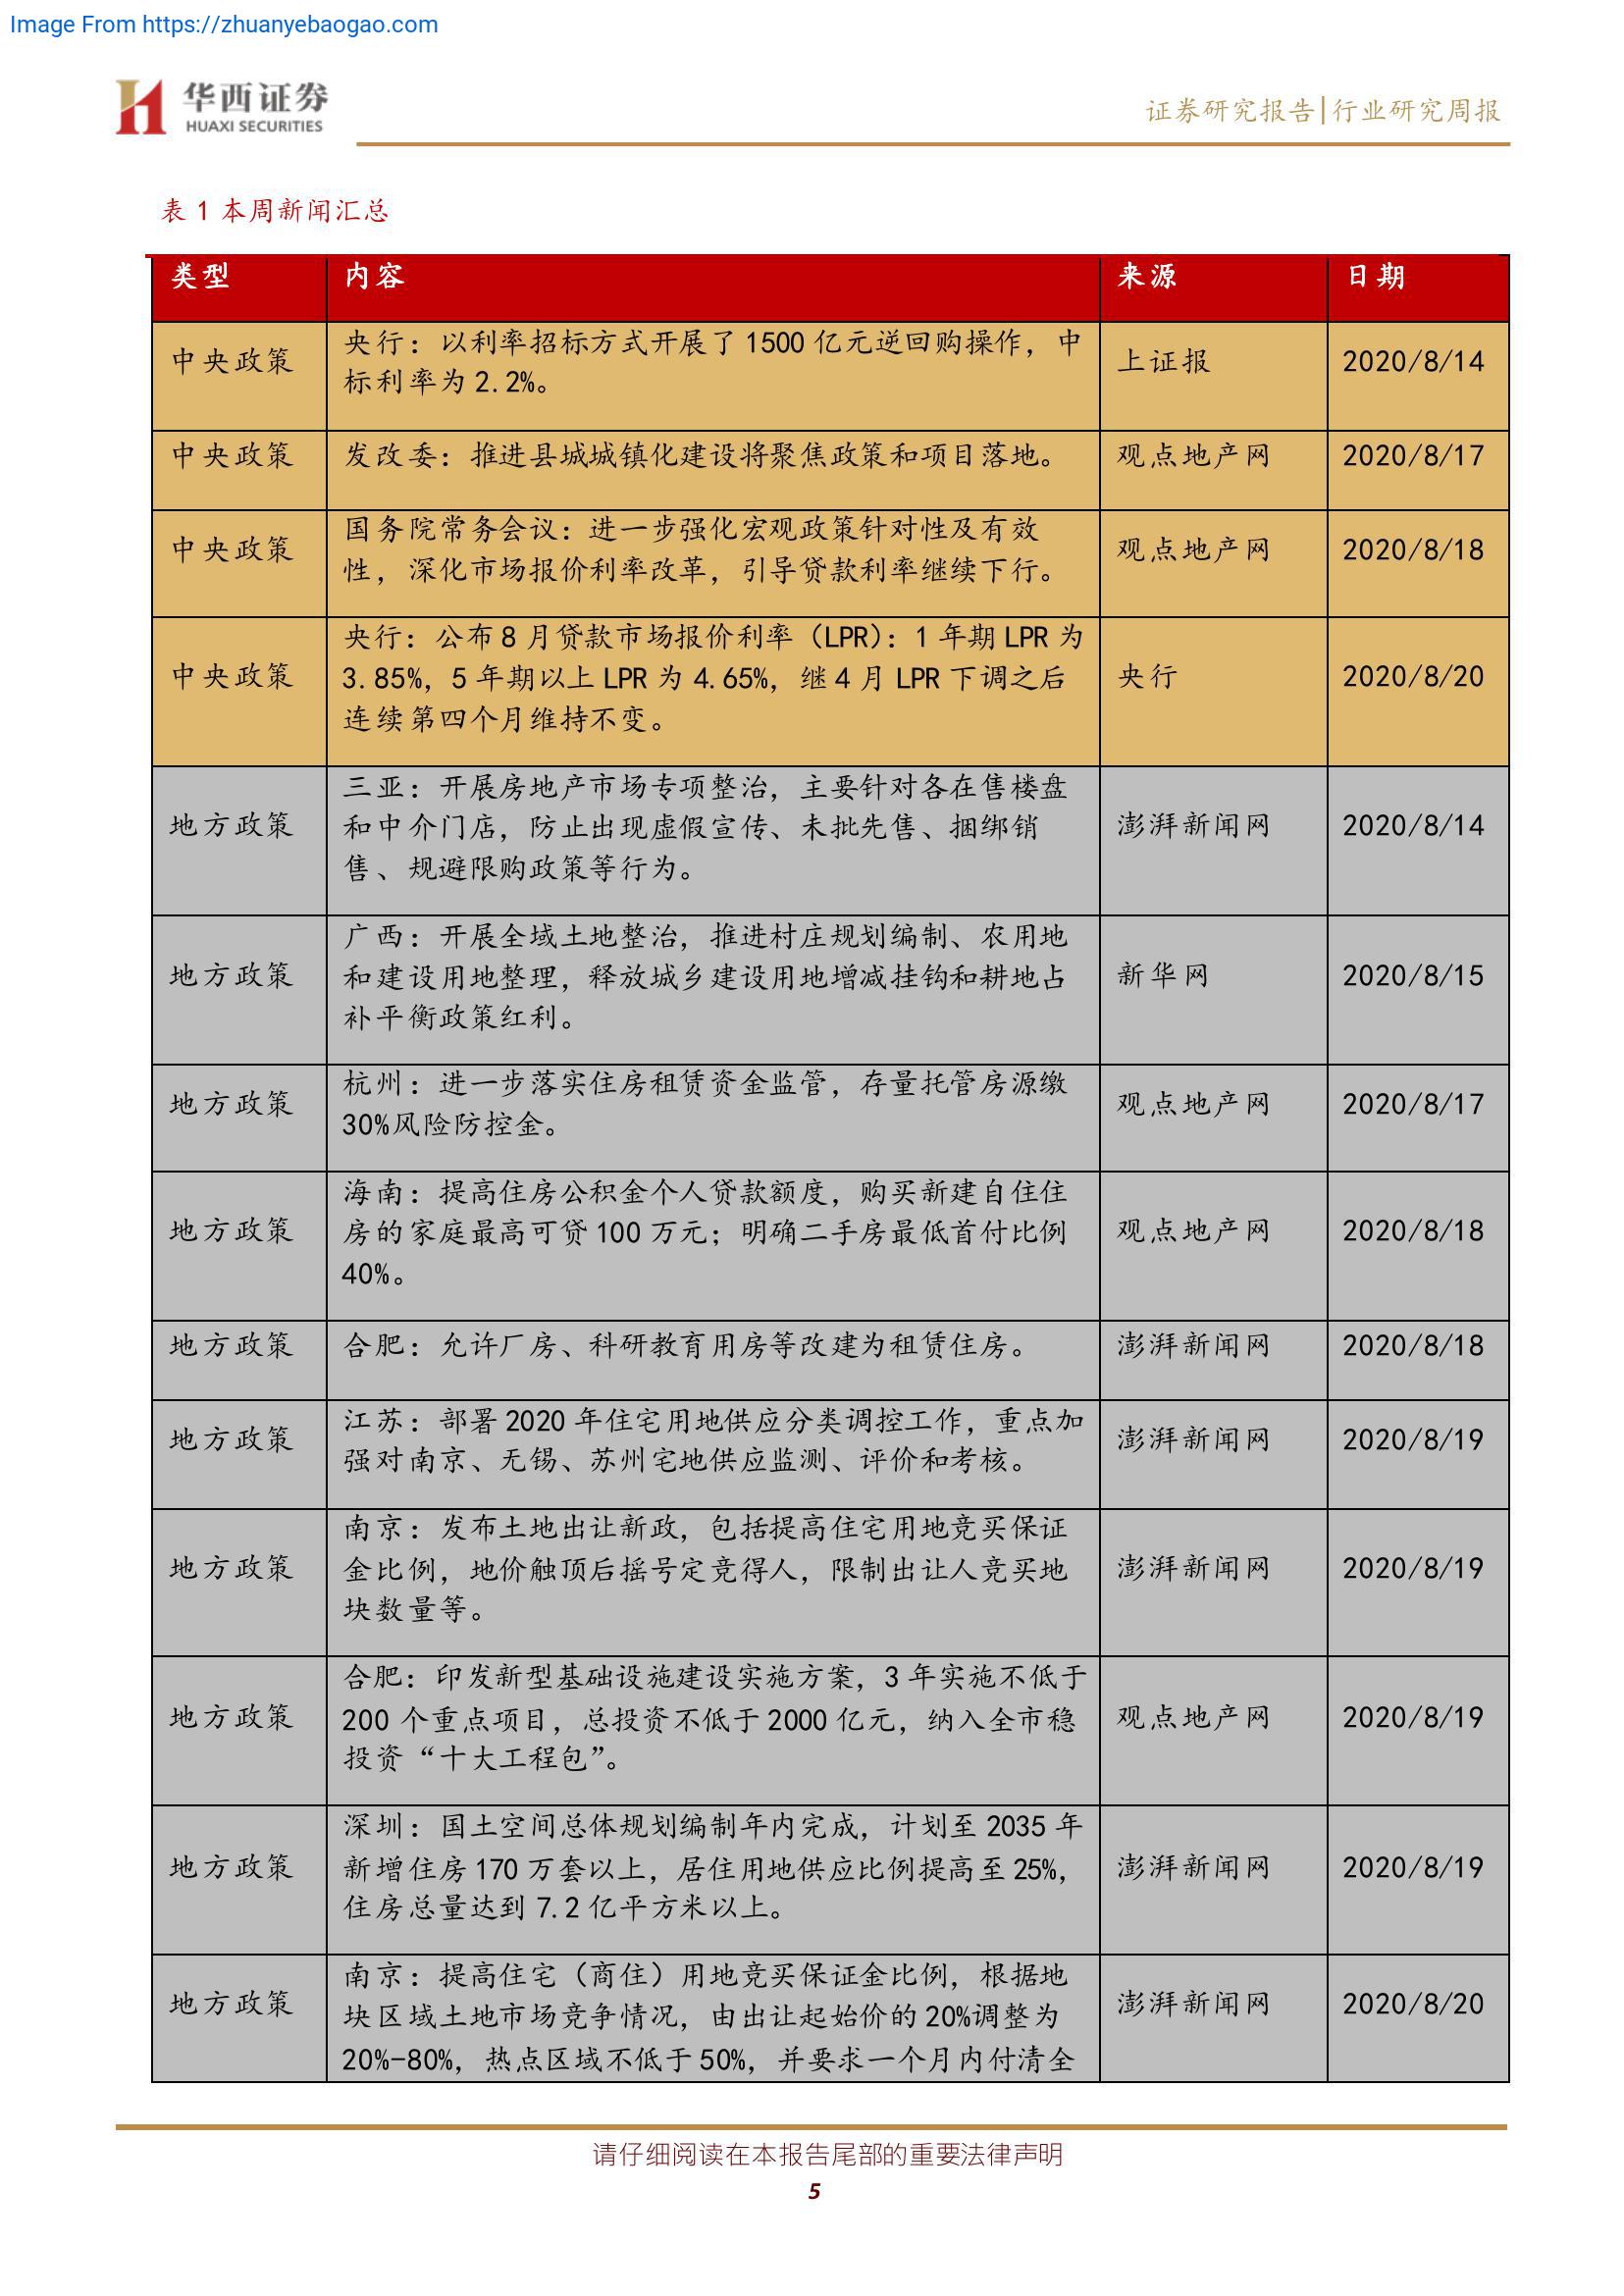 Image From https://zhuanyebaogao.com
华西证券
HUAXI SECURITIES
证券研究报告|行业研究周报
表 1 本周新闻汇总
类型 内容 来源 日期
中央政策
央行：以利率招标方式开展了 1500 亿元逆回购操作，中
标利率为 2.2%。
上证报
2020/8/14
中央政策 发改委：推进县城城镇化建设将聚焦政策和项目落地。 观点地产网 2020/8/17
中央政策
国务院常务会议：进一步强化宏观政策针对性及有效
性，深化市场报价利率改革，引导贷款利率继续下行。
观点地产网
2020/8/18
中央政策
央行：公布 8 月贷款市场报价利率（LPR）：1 年期 LPR 为
3.85%，5 年期以上 LPR 为 4.65%，继 4 月 LPR 下调之后
连续第四个月维持不变。
央行
2020/8/20
地方政策
三亚：开展房地产市场专项整治，主要针对各在售楼盘
和中介门店，防止出现虚假宣传、未批先售、捆绑销
售、规避限购政策等行为。
澎湃新闻网
2020/8/14
地方政策
广西：开展全域土地整治，推进村庄规划编制、农用地
和建设用地整理，释放城乡建设用地增减挂钩和耕地占
补平衡政策红利。
新华网
2020/8/15
地方政策
杭州：进一步落实住房租赁资金监管，存量托管房源缴
30%风险防控金。
观点地产网
2020/8/17
地方政策
海南：提高住房公积金个人贷款额度，购买新建自住住
房的家庭最高可贷 100 万元；明确二手房最低首付比例
40%。
观点地产网
2020/8/18
地方政策 合肥：允许厂房、科研教育用房等改建为租赁住房。 澎湃新闻网 2020/8/18
地方政策
江苏：部署 2020 年住宅用地供应分类调控工作，重点加
强对南京、无锡、苏州宅地供应监测、评价和考核。
澎湃新闻网
2020/8/19
地方政策
南京：发布土地出让新政，包括提高住宅用地竞买保证
金比例，地价触顶后摇号定竞得人，限制出让人竞买地
块数量等。
澎湃新闻网
2020/8/19
地方政策
合肥：印发新型基础设施建设实施方案，3 年实施不低于
200 个重点项目，总投资不低于 2000 亿元，纳入全市稳
投资“十大工程包”。
观点地产网
2020/8/19
地方政策
深圳：国土空间总体规划编制年内完成，计划至 2035 年
新增住房 170 万套以上，居住用地供应比例提高至 25%，
住房总量达到 7.2 亿平方米以上。
澎湃新闻网
2020/8/19
地方政策
南京：提高住宅（商住）用地竞买保证金比例，根据地
块区域土地市场竞争情况，由出让起始价的 20%调整为
20%-80%，热点区域不低于 50%，并要求一个月内付清全
澎湃新闻网
2020/8/20
请仔细阅读在本报告尾部的重要法律声明
5